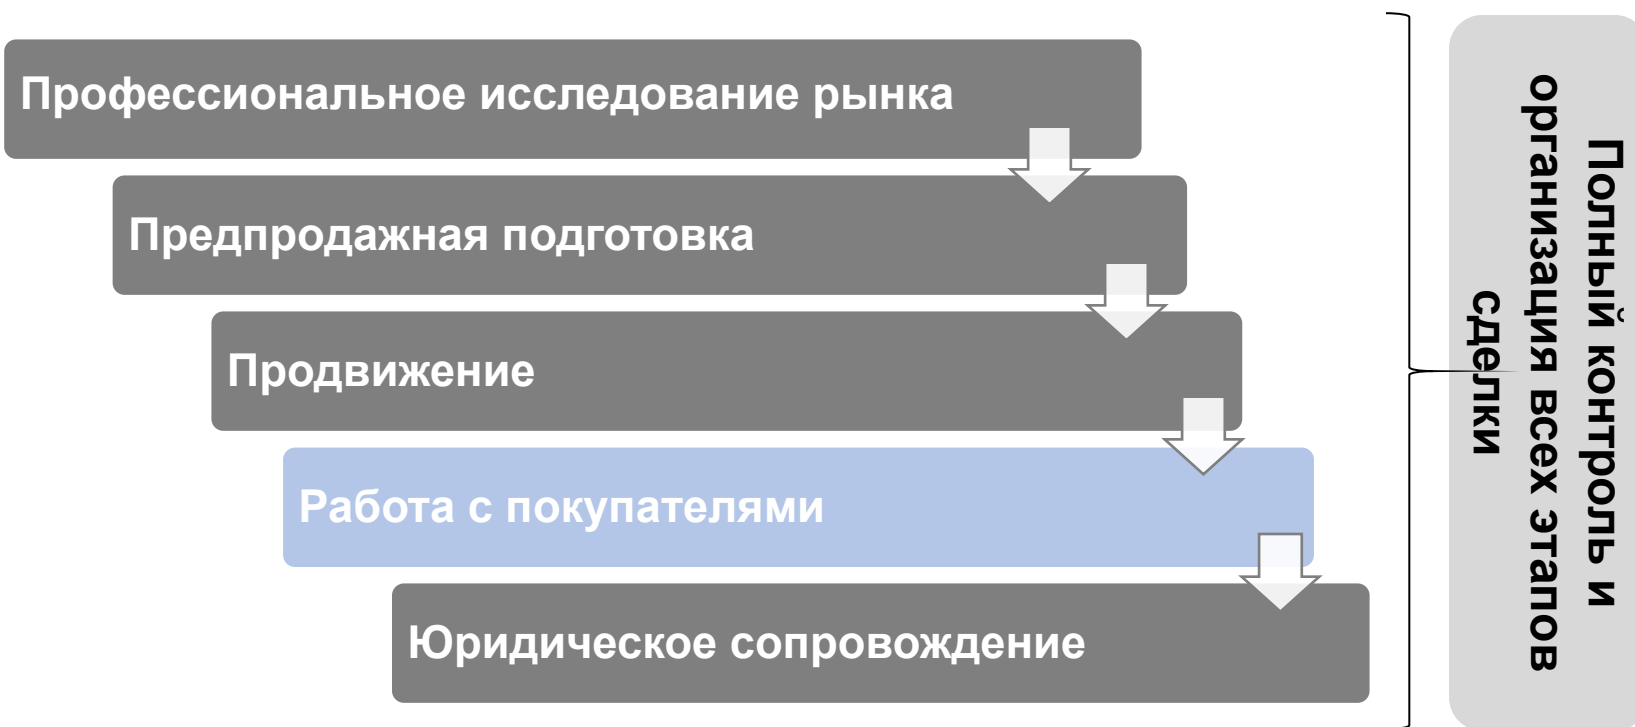 Профессиональное исследование рынка
Предпродажная подготовка
Продвижение
Работа с покупателями
Юридическое сопровождение
Полный контроль и
организация всех этапов
сделки